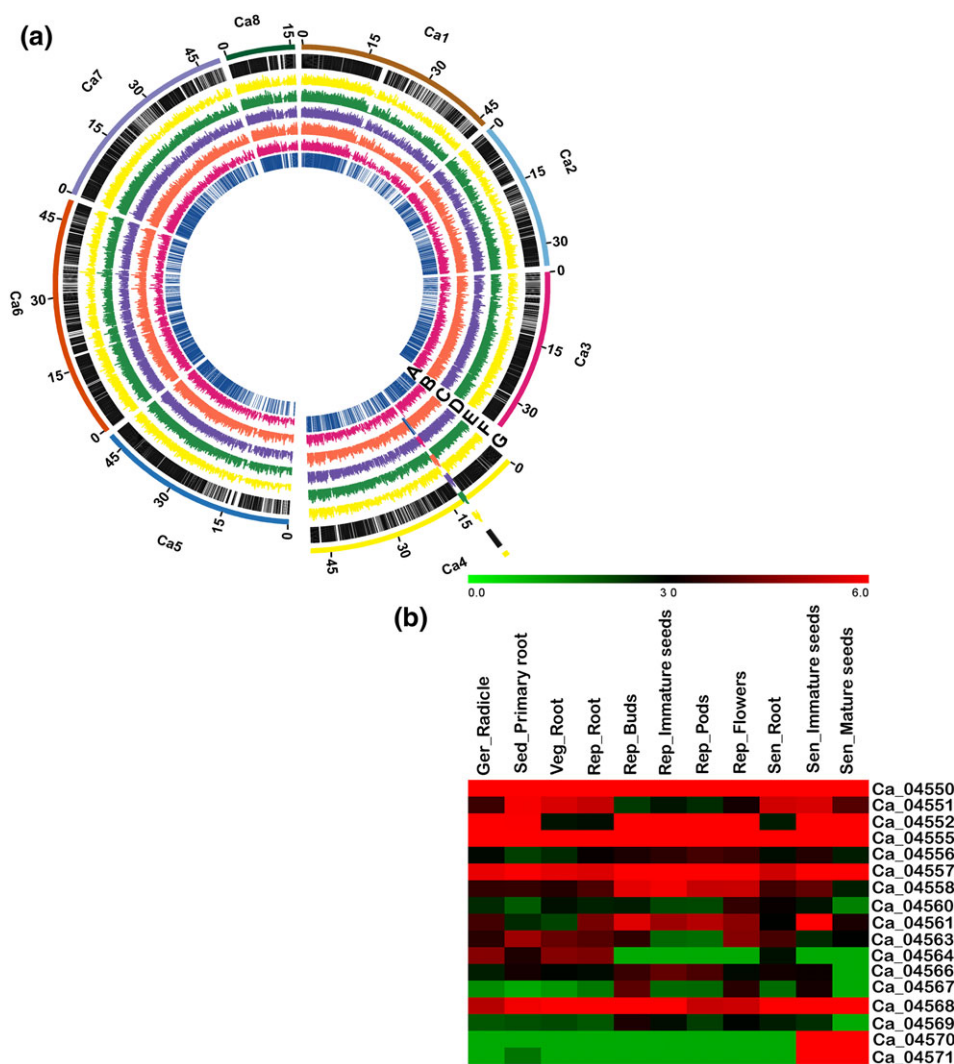 (a)
Ca1
0
15
30
45
Ca2
0
15
30
Ca3
0
15
30
Ca4
0
15
30
45
Ca5
0
15
30
45
Ca6
0
15
30
45
Ca7
0
15
30
45
Ca8
0
15
A
B
C
D
E
F
G
(b)
0.0
3 0
6.0
Ger_Radicle
Sed_Primary root
Veg_Root
Rep_Root
Rep_Buds
Rep_Immature seeds
Rep_Pods
Rep_Flowers
Sen_Root
Sen_Immature seeds
Sen_Mature seeds
Ca_04550
Ca_04551
Ca_04552
Ca_04555
Ca_04556
Ca_04557
Ca_04558
Ca_04560
Ca_04561
Ca_04563
Ca_04564
Ca_04566
Ca_04567
Ca_04568
Ca_04569
Ca_04570
Ca_04571